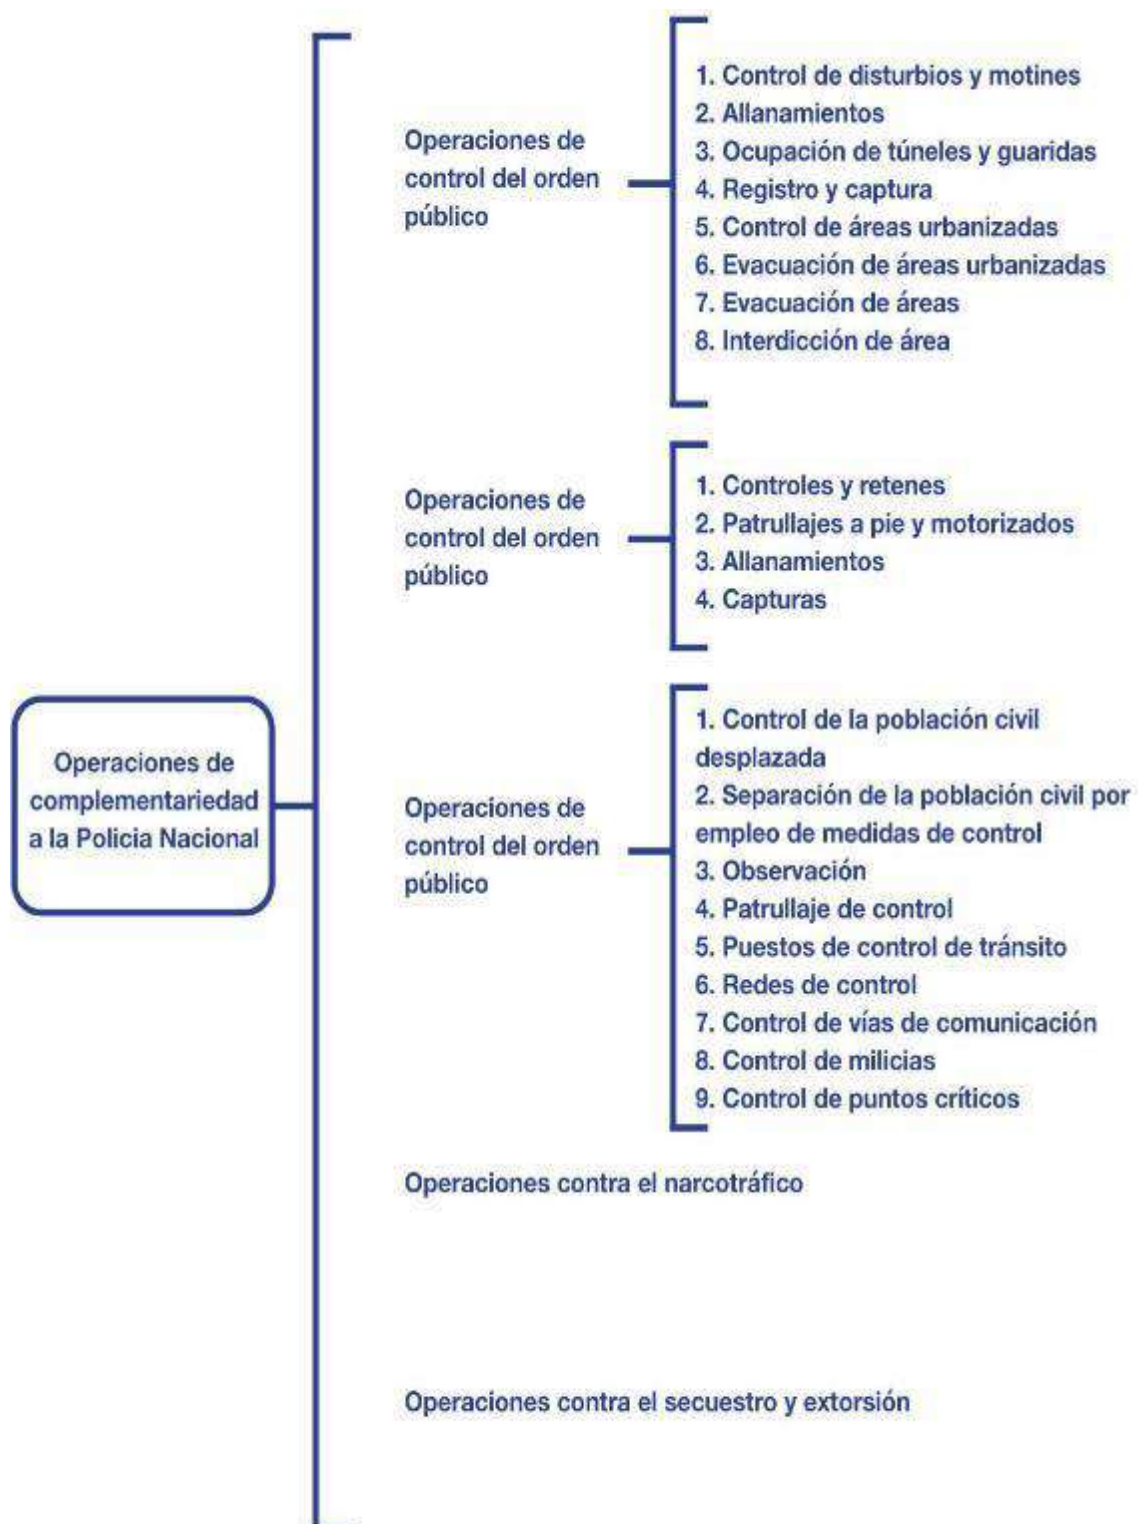 Operaciones de
complementariedad
a la Policia Nacional
Operaciones de
control del orden
público
1. Control de disturbios y motines
2. Allanamientos
3. Ocupación de túneles y guaridas
4. Registro y captura
5. Control de áreas urbanizadas
6. Evacuación de áreas urbanizadas
7. Evacuación de áreas
8. Interdicción de área
Operaciones de
control del orden
público
1. Controles y retenes
2. Patrullajes a pie y motorizados
3. Allanamientos
4. Capturas
Operaciones de
control del orden
público
1. Control de la población civil
desplazada
2. Separación de la población civil por
empleo de medidas de control
3. Observación
4. Patrullaje de control
5. Puestos de control de tránsito
6. Redes de control
7. Control de vías de comunicación
8. Control de milicias
9. Control de puntos críticos
Operaciones contra el narcotráfico
Operaciones contra el secuestro y extorsión